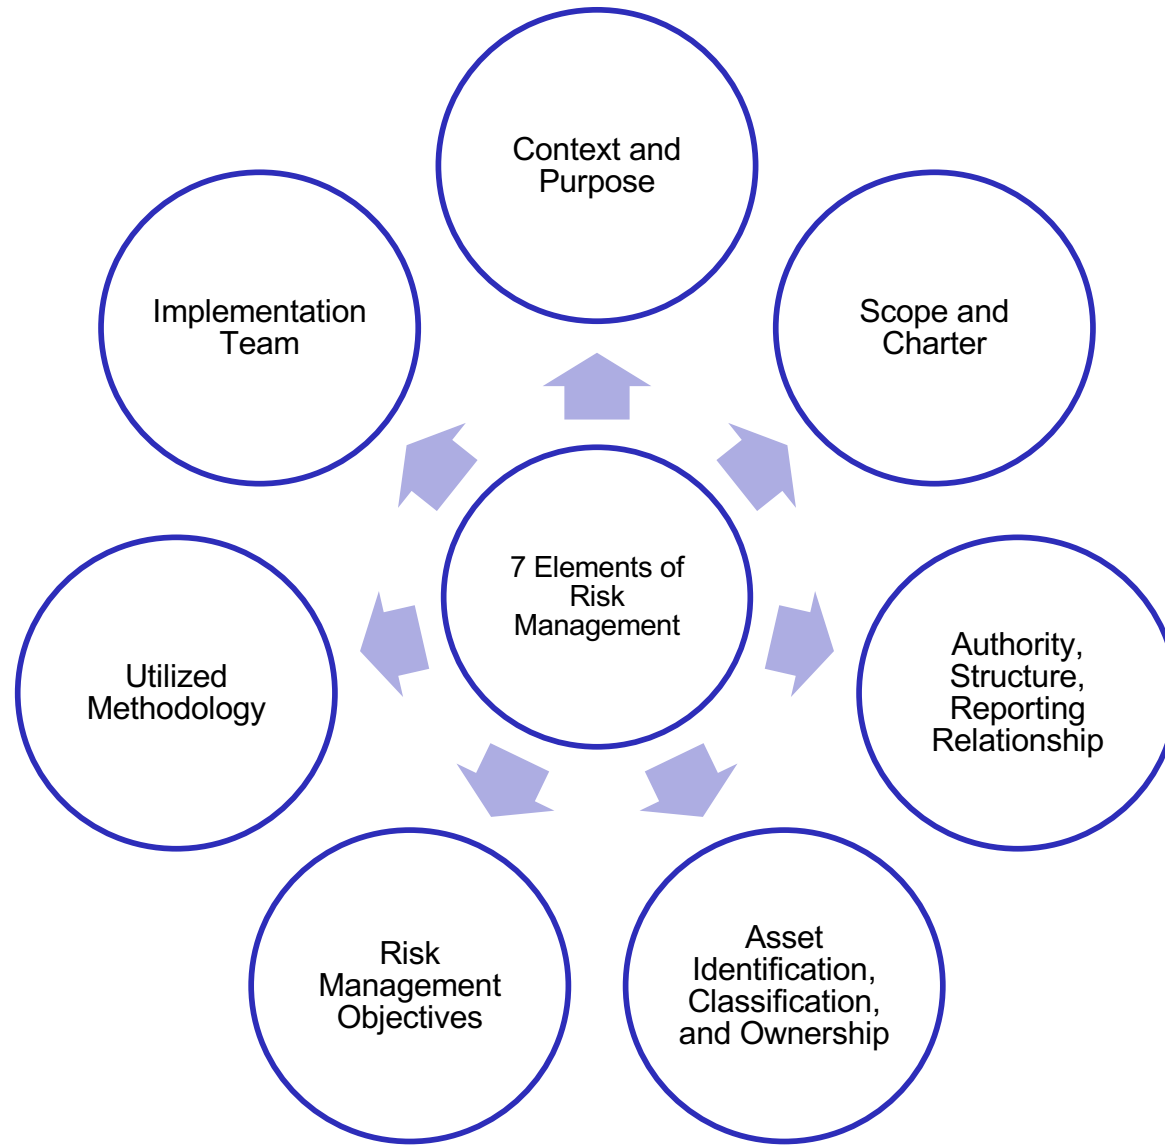 Context and
Purpose
Scope and
Charter
Authority,
Structure,
Reporting
Relationship
Asset
Identification,
Classification,
and Ownership
Risk
Management
Objectives
Utilized
Methodology
Implementation
Team
7 Elements of
Risk
Management